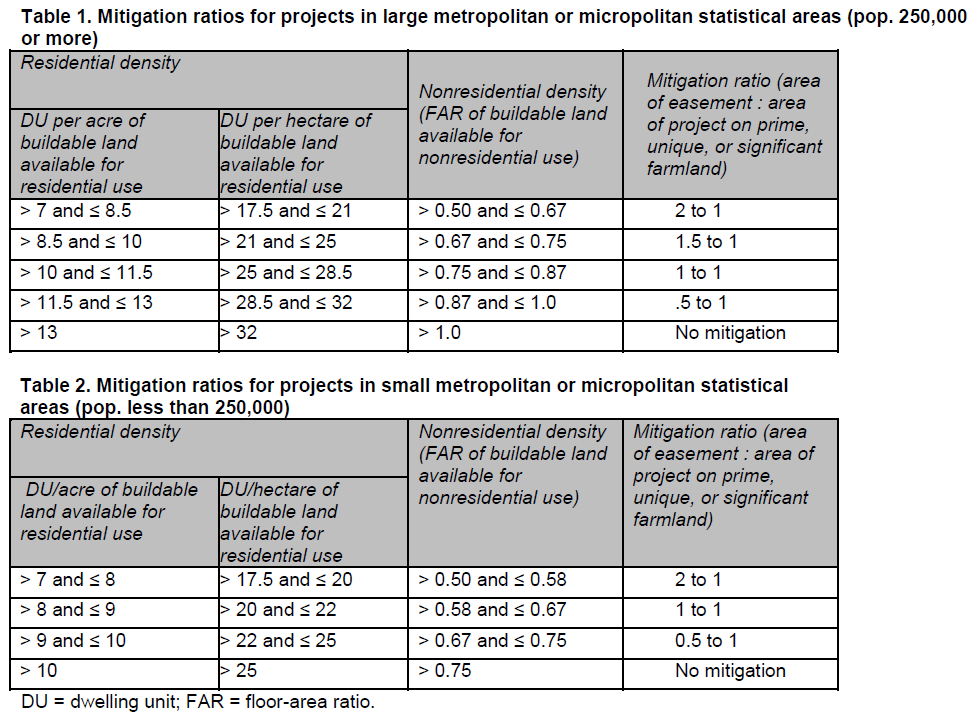 Table 1. Mitigation ratios for projects in large metropolitan or micropolitan statistical areas (pop. 250,000
or more)
Residential density
Nonresidential density
(FAR of buildable land
available for
nonresidential use)
Mitigation ratio (area
of easement : area
of project on prime,
unique, or significant
farmland)
DU per acre of
buildable land
available for
residential use
DU per hectare of
buildable land
available for
residential use
> 7 and ≤ 8.5 > 17.5 and ≤ 21 > 0.50 and ≤ 0.67 2 to 1
> 8.5 and ≤ 10 > 21 and ≤ 25 > 0.67 and ≤ 0.75 1.5 to 1
> 10 and ≤ 11.5 > 25 and ≤ 28.5 > 0.75 and ≤ 0.87 1 to 1
> 11.5 and ≤ 13 > 28.5 and ≤ 32 > 0.87 and ≤ 1.0 .5 to 1
> 13 > 32 > 1.0 No mitigation
Table 2. Mitigation ratios for projects in small metropolitan or micropolitan statistical
areas (pop. less than 250,000)
Residential density
Nonresidential density
(FAR of buildable land
available for
nonresidential use)
Mitigation ratio (area
of easement : area of
project on prime,
unique, or significant
farmland)
DU/acre of buildable
land available for
residential use
DU/hectare of
buildable land
available for
residential use
> 7 and ≤ 8 > 17.5 and ≤ 20 > 0.50 and ≤ 0.58 2 to 1
> 8 and ≤ 9 > 20 and ≤ 22 > 0.58 and ≤ 0.67 1 to 1
> 9 and ≤ 10 > 22 and ≤ 25 > 0.67 and ≤ 0.75 0.5 to 1
> 10 > 25 > 0.75 No mitigation
DU = dwelling unit; FAR = floor-area ratio.